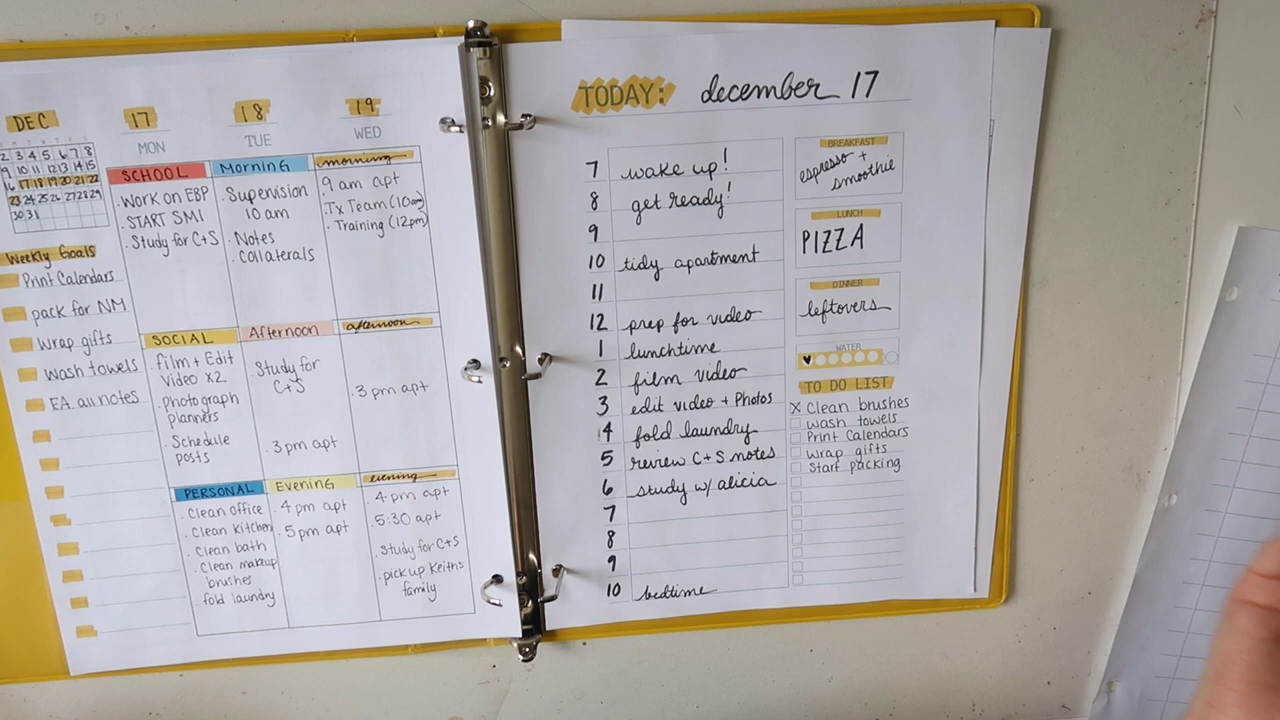 DEC
2 3 4 5 6 7 8
9 10 11 12 13 14 15
16 17 18 19 20 21 22
23 24 25 26 27 28 29
30 31
Weekly Goals
Print Calendars
pack for NM
Wrap gifts
Wash towels
EA. all notes
17
MON
SCHOOL
. Work on EBP
. START SMI
. Study for C+S
SOCIAL
. Film + Edit
Video x2
. photograph
planners
. Schedule
posts
PERSONAL
. Clean office
. Clean kitchen
. Clean bath
. Clean makeup
brushes
. fold laundry
18
TUE
Morning
. Supervision
10 am
. Notes
. Collaterals
Afternoon
Study for
C+S
. 3 pm apt
Evening
. 4 pm apt
. 5 pm apt
19
WED
morning
9 am apt
. Tx Team (10am)
. Training (12pm)
afternoon
. 3 pm apt
evening
. 4 pm apt
. 5:30 apt
. Study for C+S
. pick up Keith's
family
TODAY: december 17
7 wake up!
8 get ready!
9
10 tidy apartment
11
12 prep for video
1 lunchtime
2 film video
3 edit video + Photos
4 fold laundry
5 review C+S notes
6 study w/ alicia
7
8
9
10 bedtime
BREAKFAST
espresso +
smoothie
LUNCH
PIZZA
DINNER
leftovers
WATER
TO DO LIST
X Clean brushes
wash towels
Print Calendars
wrap gifts
Start packing